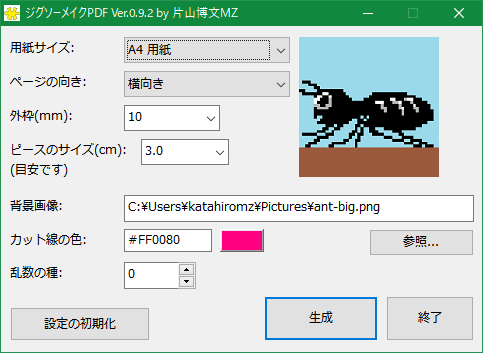 ジグソーメイクPDF Ver.0.9.2 by 片山博文MZ
用紙サイズ: A4 用紙
ページの向き: 横向き
外枠(mm): 10
ピースのサイズ(cm): 3.0
(目安です)
背景画像: C:¥Users¥katahiromz¥Pictures¥ant-big.png
カット線の色: #FF0080 参照...
乱数の種: 0
設定の初期化 生成 終了